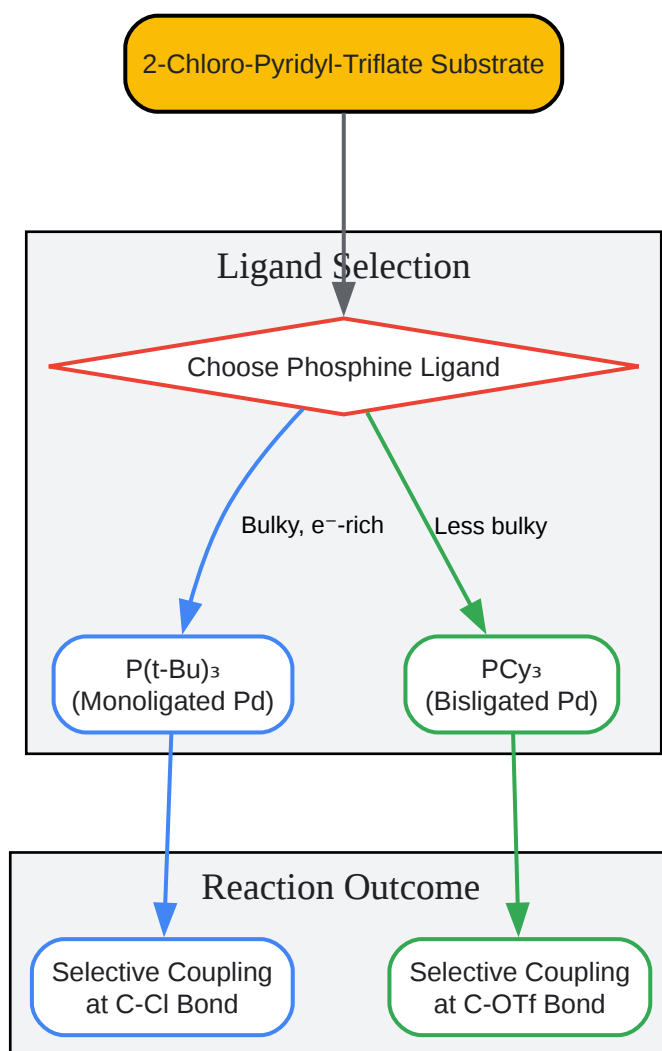 2-Chloro-Pyridyl-Triflate Substrate
Ligand Selection
Choose Phosphine Ligand
Bulky, e⁻-rich
Less bulky
P(t-Bu)₃
(Monoligated Pd)
PCy₃
(Bisligated Pd)
Reaction Outcome
Selective Coupling
at C-Cl Bond
Selective Coupling
at C-OTf Bond